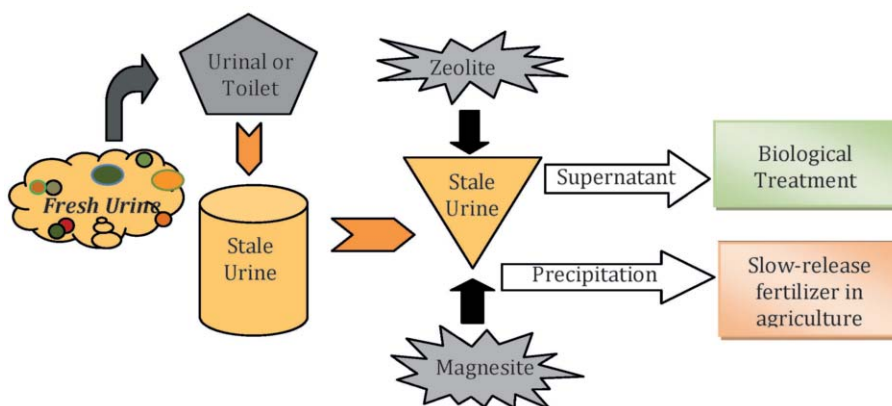 Urinal or
Toilet
Zeolite
Fresh Urine
Stale
Urine
Stale
Urine
Supernatant
Biological
Treatment
Precipitation
Slow-release
fertilizer in
agriculture
Magnesite